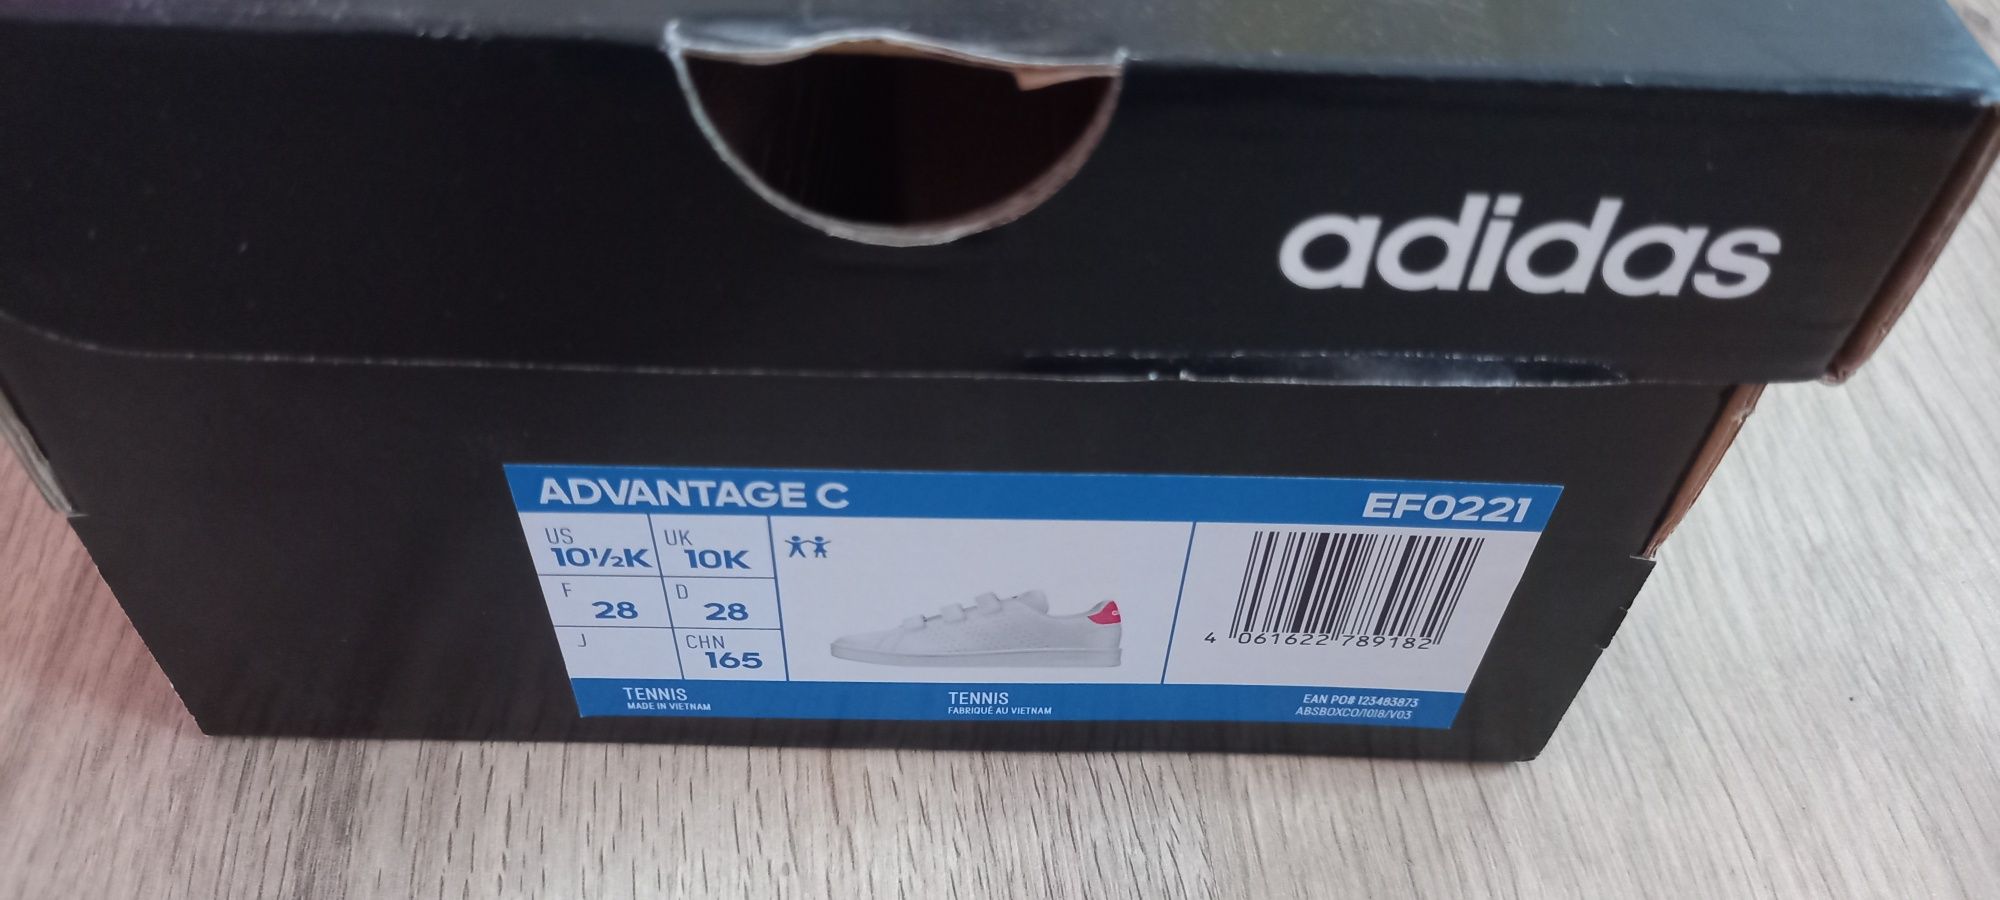 adidas
ADVANTAGE C
EF0221
US
10½K
UK
10K
F
28
D
28
J
CHN
165
4 061622 789182
TENNIS
MADE IN VIETNAM
TENNIS
FABRIQUÉ AU VIETNAM
EAN PO# 123483873
ABSBOXCO/1018/V03